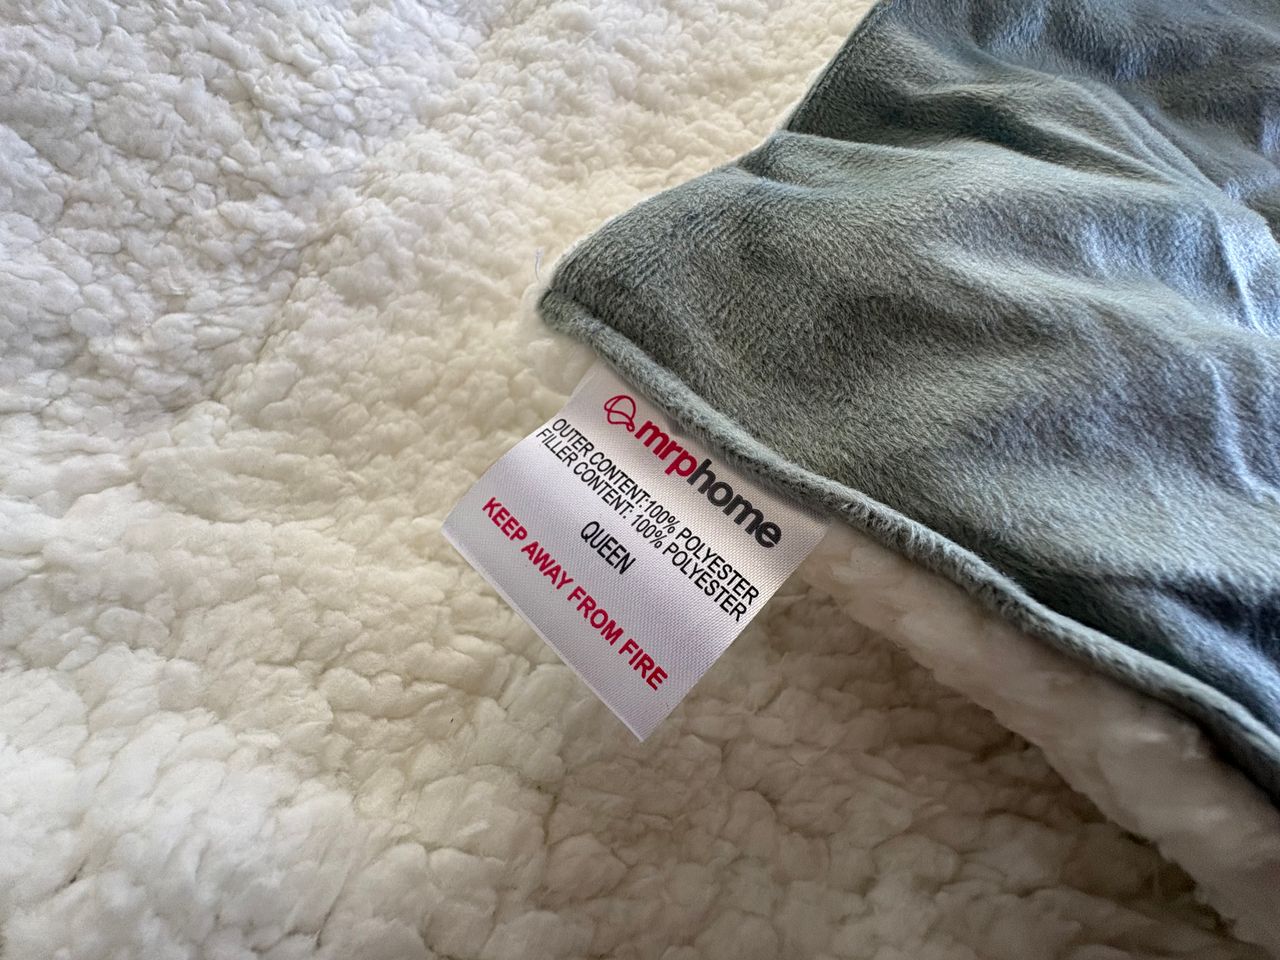 mrphome
OUTER CONTENT:100% POLYESTER
FILLER CONTENT: 100% POLYESTER
QUEEN
KEEP AWAY FROM FIRE